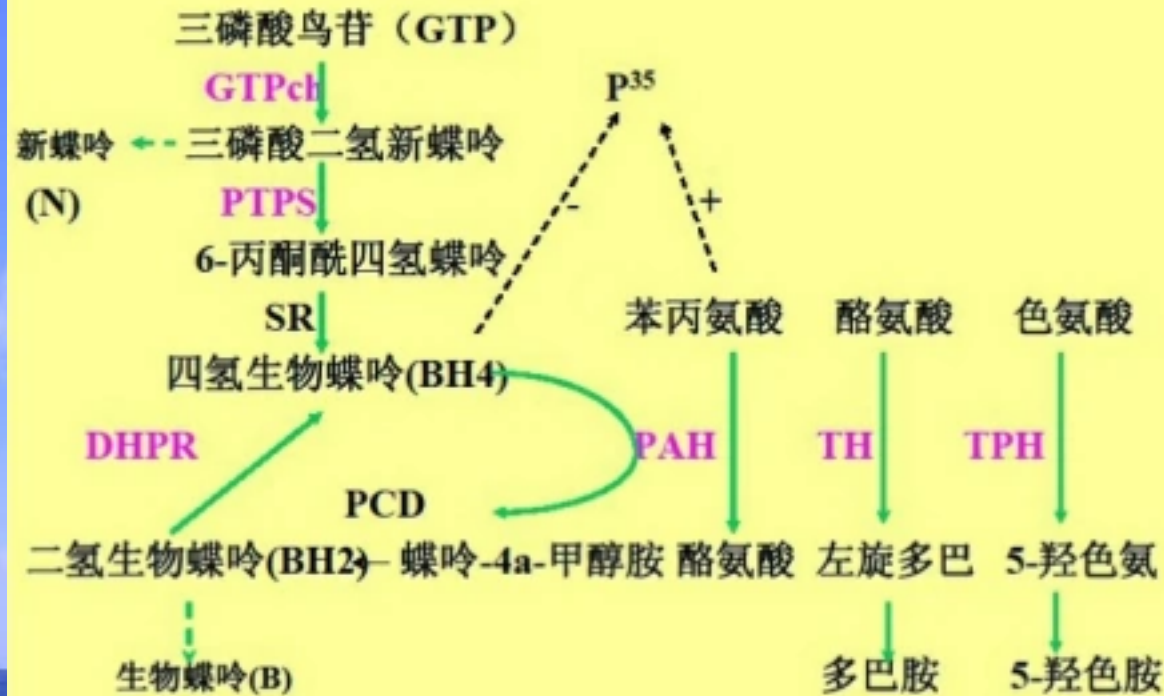 三磷酸鸟苷（GTP）
GTPch
P35
新蝶呤
三磷酸二氢新蝶呤
(N)
PTPS
-
+
6-丙酮酰四氢蝶呤
SR
苯丙氨酸
酪氨酸
色氨酸
四氢生物蝶呤(BH4)
DHPR
PAH
TH
TPH
PCD
二氢生物蝶呤(BH2)
蝶呤-4a-甲醇胺
酪氨酸
左旋多巴
5-羟色氨
生物蝶呤(B)
多巴胺
5-羟色胺